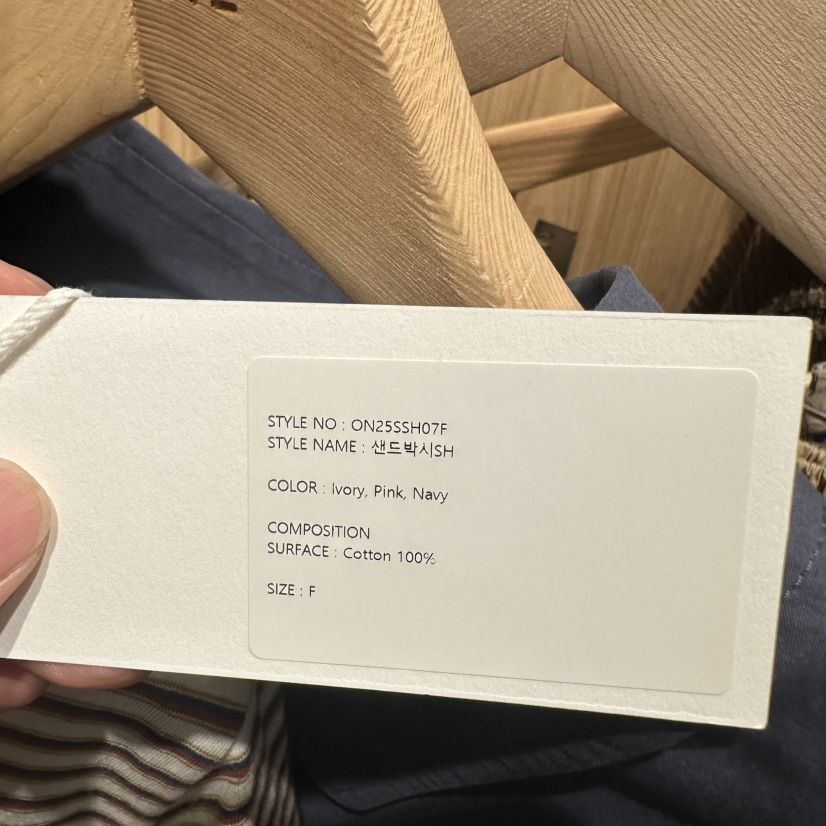 STYLE NO : ON25SSH07F
STYLE NAME : 샌드박시SH
COLOR : Ivory, Pink, Navy
COMPOSITION
SURFACE : Cotton 100%
SIZE : F